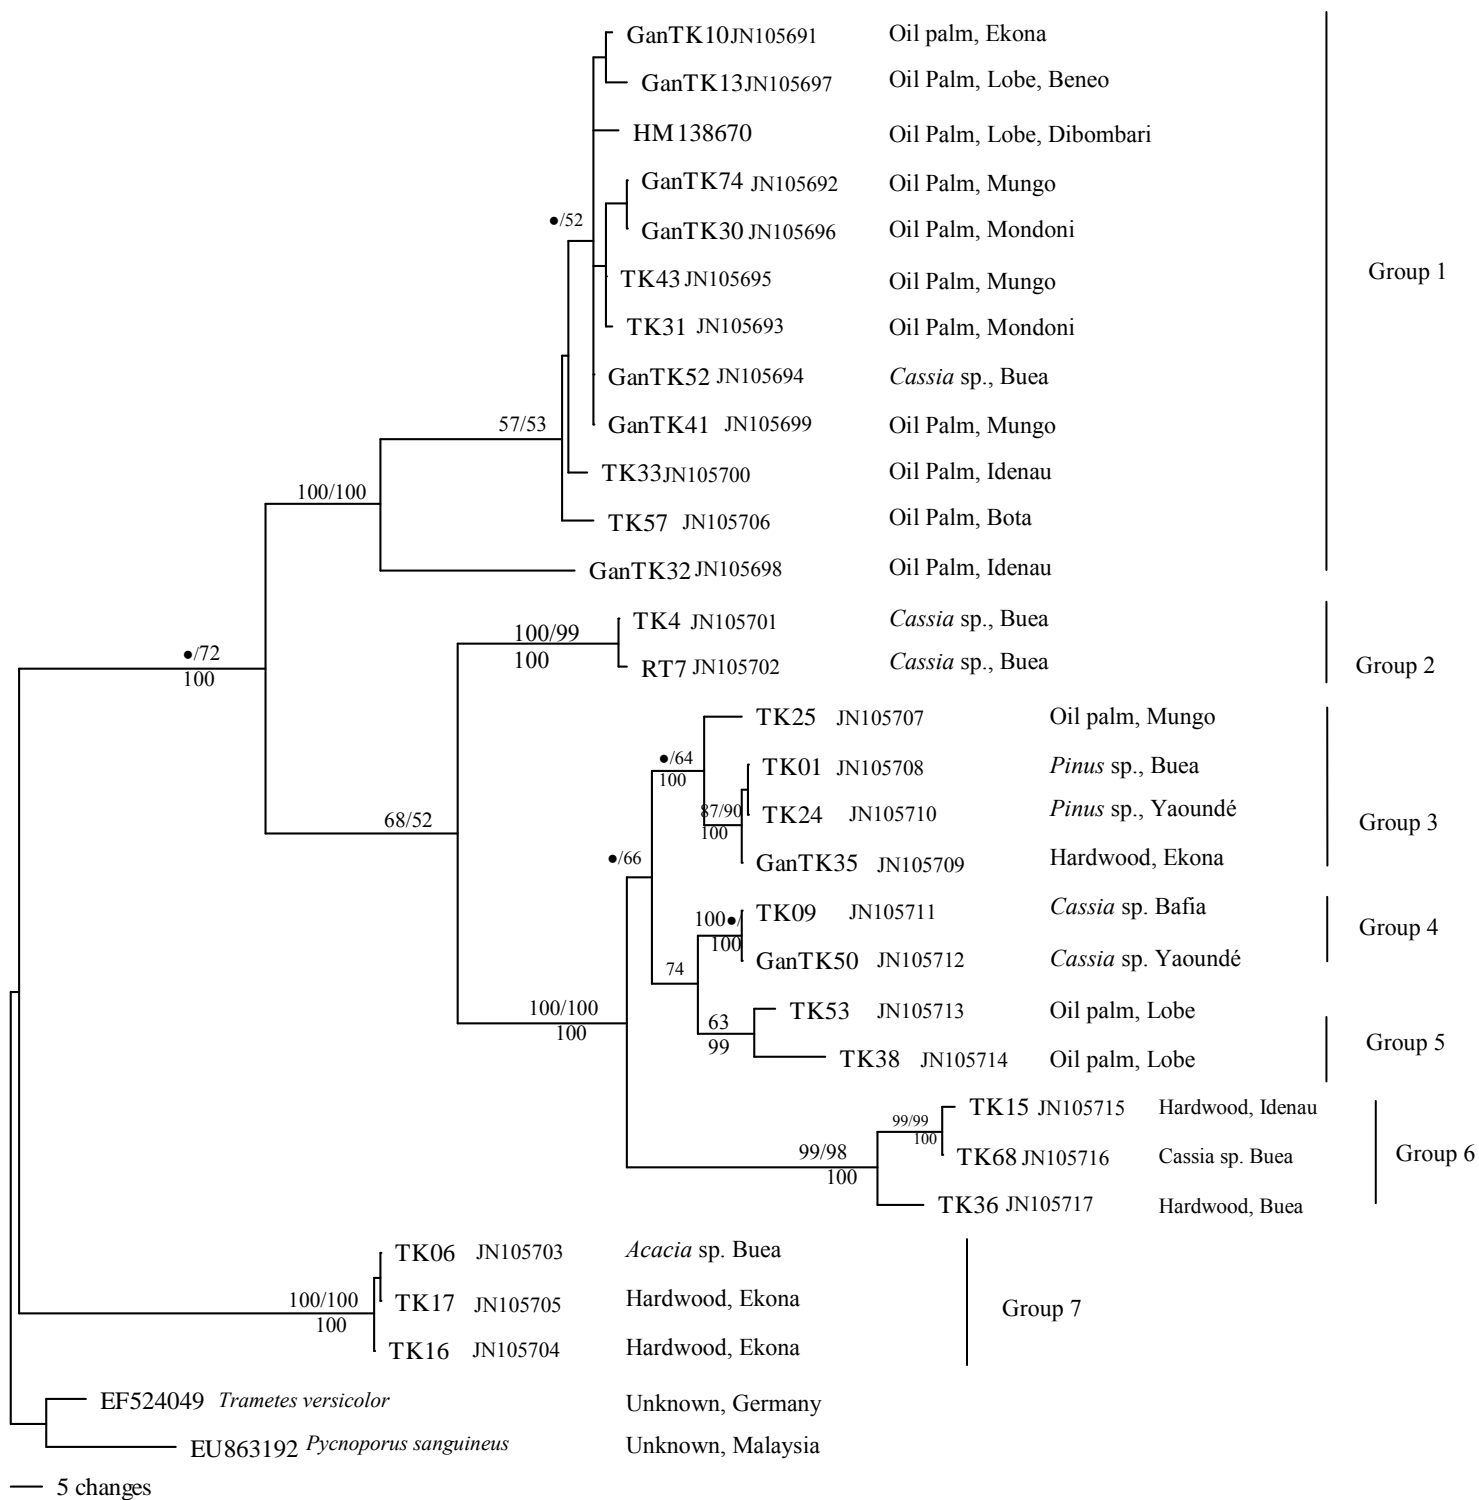 GanTK10 JN105691 Oil palm, Ekona
GanTK13 JN105697 Oil Palm, Lobe, Beneo
HM138670 Oil Palm, Lobe, Dibombari
GanTK74 JN105692 Oil Palm, Mungo
●/52
GanTK30 JN105696 Oil Palm, Mondoni
Group 1
TK43 JN105695 Oil Palm, Mungo
TK31 JN105693 Oil Palm, Mondoni
GanTK52 JN105694 Cassia sp., Buea
57/53
GanTK41 JN105699 Oil Palm, Mungo
TK33 JN105700 Oil Palm, Idenau
100/100
TK57 JN105706 Oil Palm, Bota
GanTK32 JN105698 Oil Palm, Idenau
100/99
100
TK4 JN105701 Cassia sp., Buea
●/72
100
RT7 JN105702 Cassia sp., Buea
Group 2
TK25 JN105707 Oil palm, Mungo
●/64
100
TK01 JN105708 Pinus sp., Buea
87/90
100
TK24 JN105710 Pinus sp., Yaoundé
68/52
Group 3
●/66
GanTK35 JN105709 Hardwood, Ekona
100●/
100
TK09 JN105711 Cassia sp. Bafia
Group 4
GanTK50 JN105712 Cassia sp. Yaoundé
74
100/100
100
TK53 JN105713 Oil palm, Lobe
63
99
Group 5
TK38 JN105714 Oil palm, Lobe
TK15 JN105715 Hardwood, Idenau
99/99
100
99/98
100
TK68 JN105716 Cassia sp. Buea
Group 6
TK36 JN105717 Hardwood, Buea
TK06 JN105703 Acacia sp. Buea
100/100
100
TK17 JN105705 Hardwood, Ekona
Group 7
TK16 JN105704 Hardwood, Ekona
EF524049 Trametes versicolor Unknown, Germany
EU863192 Pycnoporus sanguineus Unknown, Malaysia
5 changes